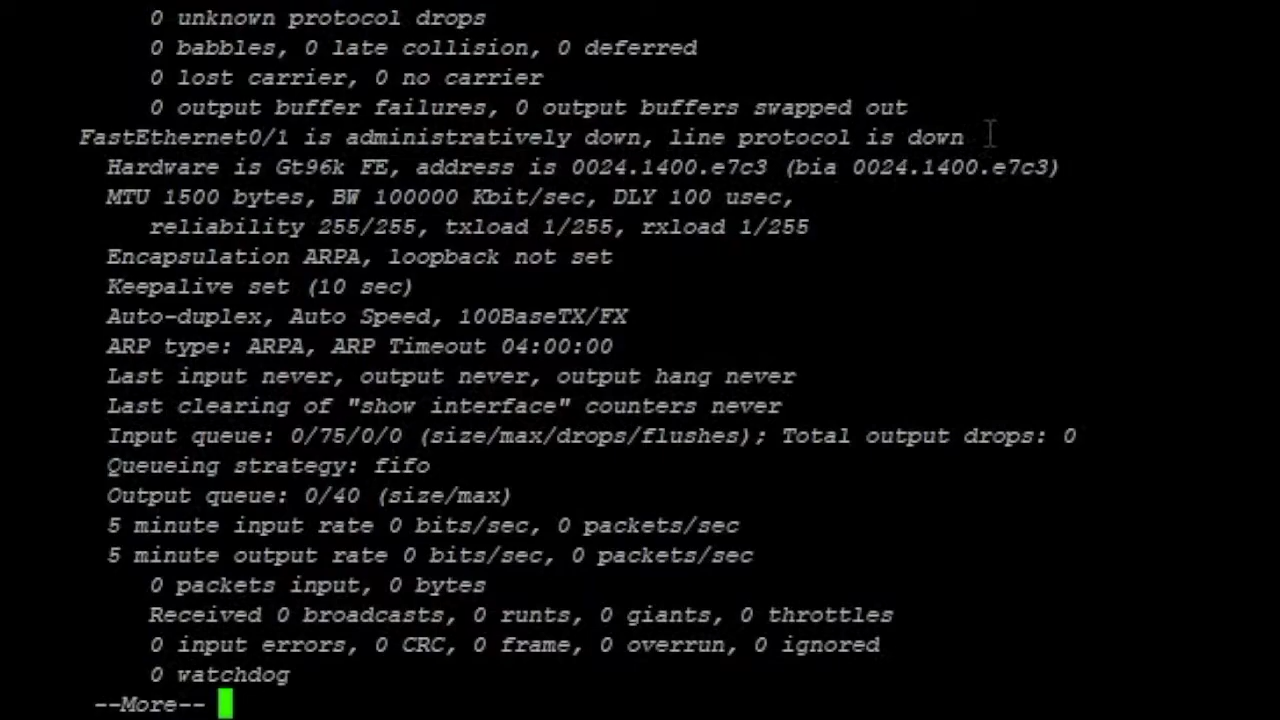 0 unknown protocol drops
0 babbles, 0 late collision, 0 deferred
0 lost carrier, 0 no carrier
0 output buffer failures, 0 output buffers swapped out
FastEthernet0/1 is administratively down, line protocol is down
Hardware is Gt96k FE, address is 0024.1400.e7c3 (bia 0024.1400.e7c3)
MTU 1500 bytes, BW 100000 Kbit/sec, DLY 100 usec,
reliability 255/255, txload 1/255, rxload 1/255
Encapsulation ARPA, loopback not set
Keepalive set (10 sec)
Auto-duplex, Auto Speed, 100BaseTX/FX
ARP type: ARPA, ARP Timeout 04:00:00
Last input never, output never, output hang never
Last clearing of "show interface" counters never
Input queue: 0/75/0/0 (size/max/drops/flushes); Total output drops: 0
Queueing strategy: fifo
Output queue: 0/40 (size/max)
5 minute input rate 0 bits/sec, 0 packets/sec
5 minute output rate 0 bits/sec, 0 packets/sec
0 packets input, 0 bytes
Received 0 broadcasts, 0 runts, 0 giants, 0 throttles
0 input errors, 0 CRC, 0 frame, 0 overrun, 0 ignored
0 watchdog
--More--